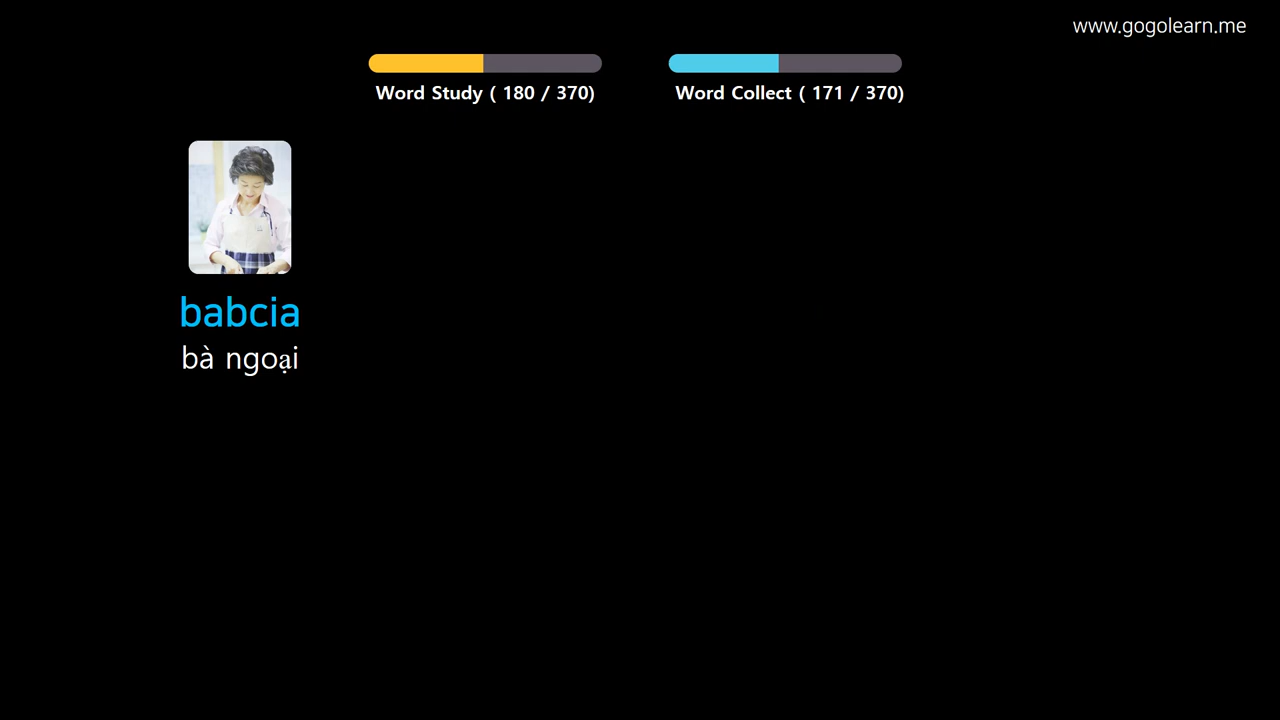 www.gogolearn.me
Word Study ( 180 / 370)
Word Collect ( 171 / 370)
babcia
bà ngoại